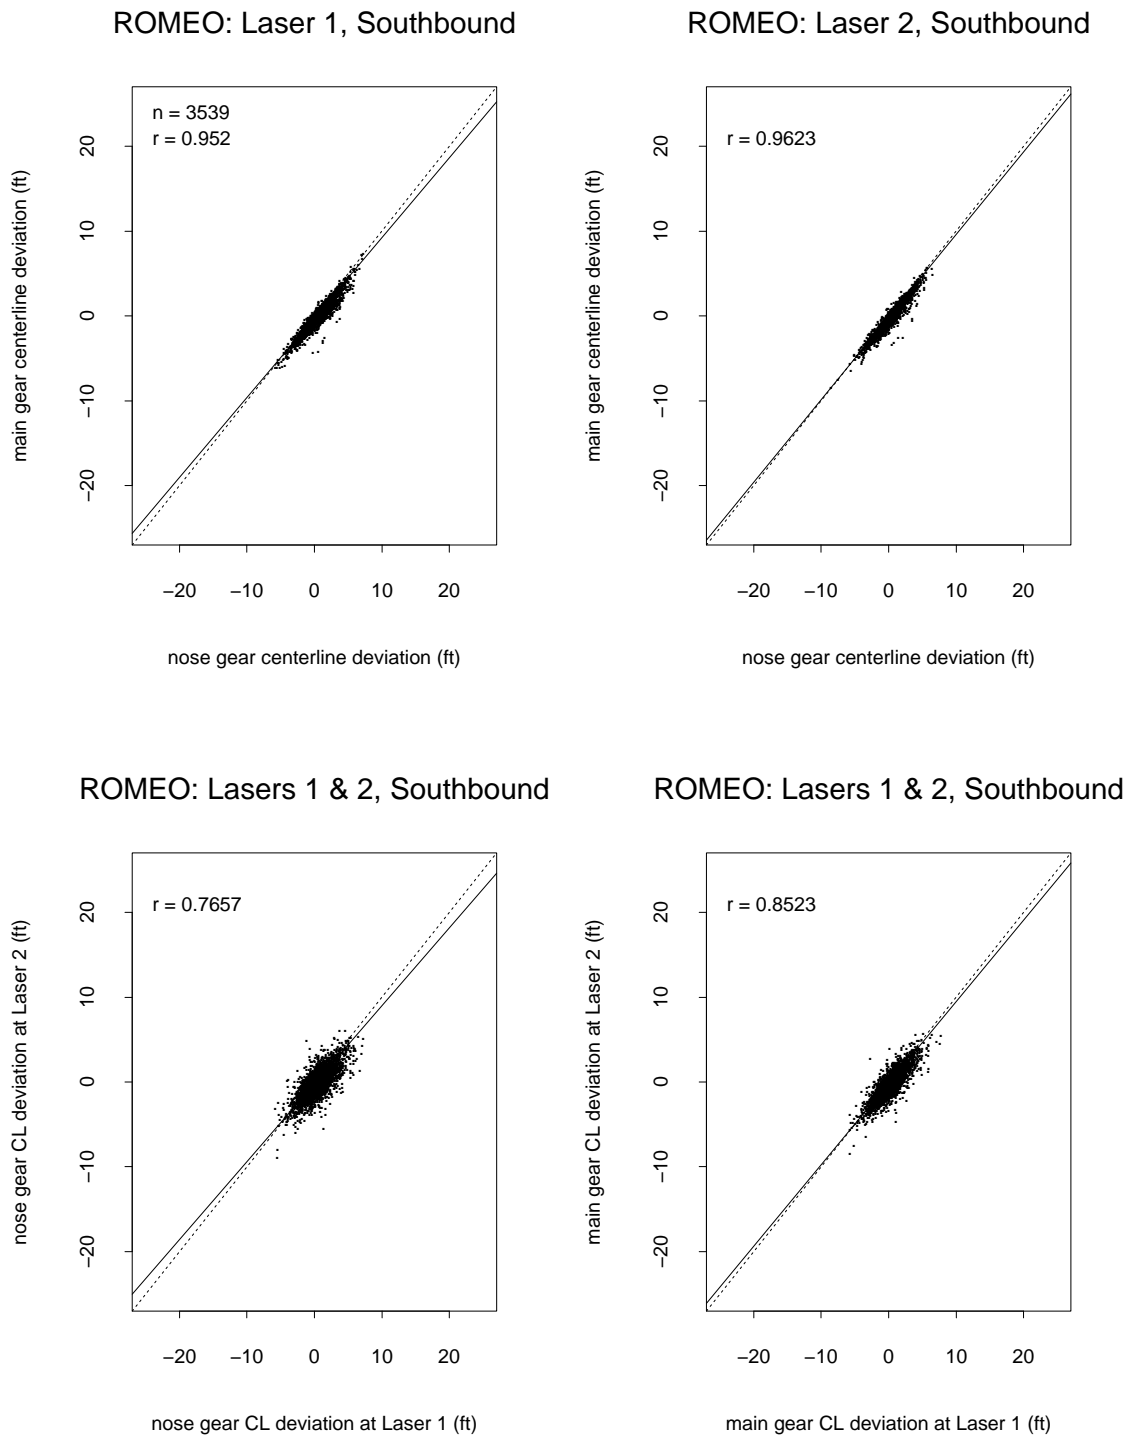 ROMEO: Laser 1, Southbound
n = 3539
r = 0.952
main gear centerline deviation (ft)
20
10
0
−10
−20
−20 −10 0 10 20
nose gear centerline deviation (ft)
ROMEO: Laser 2, Southbound
r = 0.9623
main gear centerline deviation (ft)
20
10
0
−10
−20
−20 −10 0 10 20
nose gear centerline deviation (ft)
ROMEO: Lasers 1 & 2, Southbound
r = 0.7657
nose gear CL deviation at Laser 2 (ft)
20
10
0
−10
−20
−20 −10 0 10 20
nose gear CL deviation at Laser 1 (ft)
ROMEO: Lasers 1 & 2, Southbound
r = 0.8523
main gear CL deviation at Laser 2 (ft)
20
10
0
−10
−20
−20 −10 0 10 20
main gear CL deviation at Laser 1 (ft)